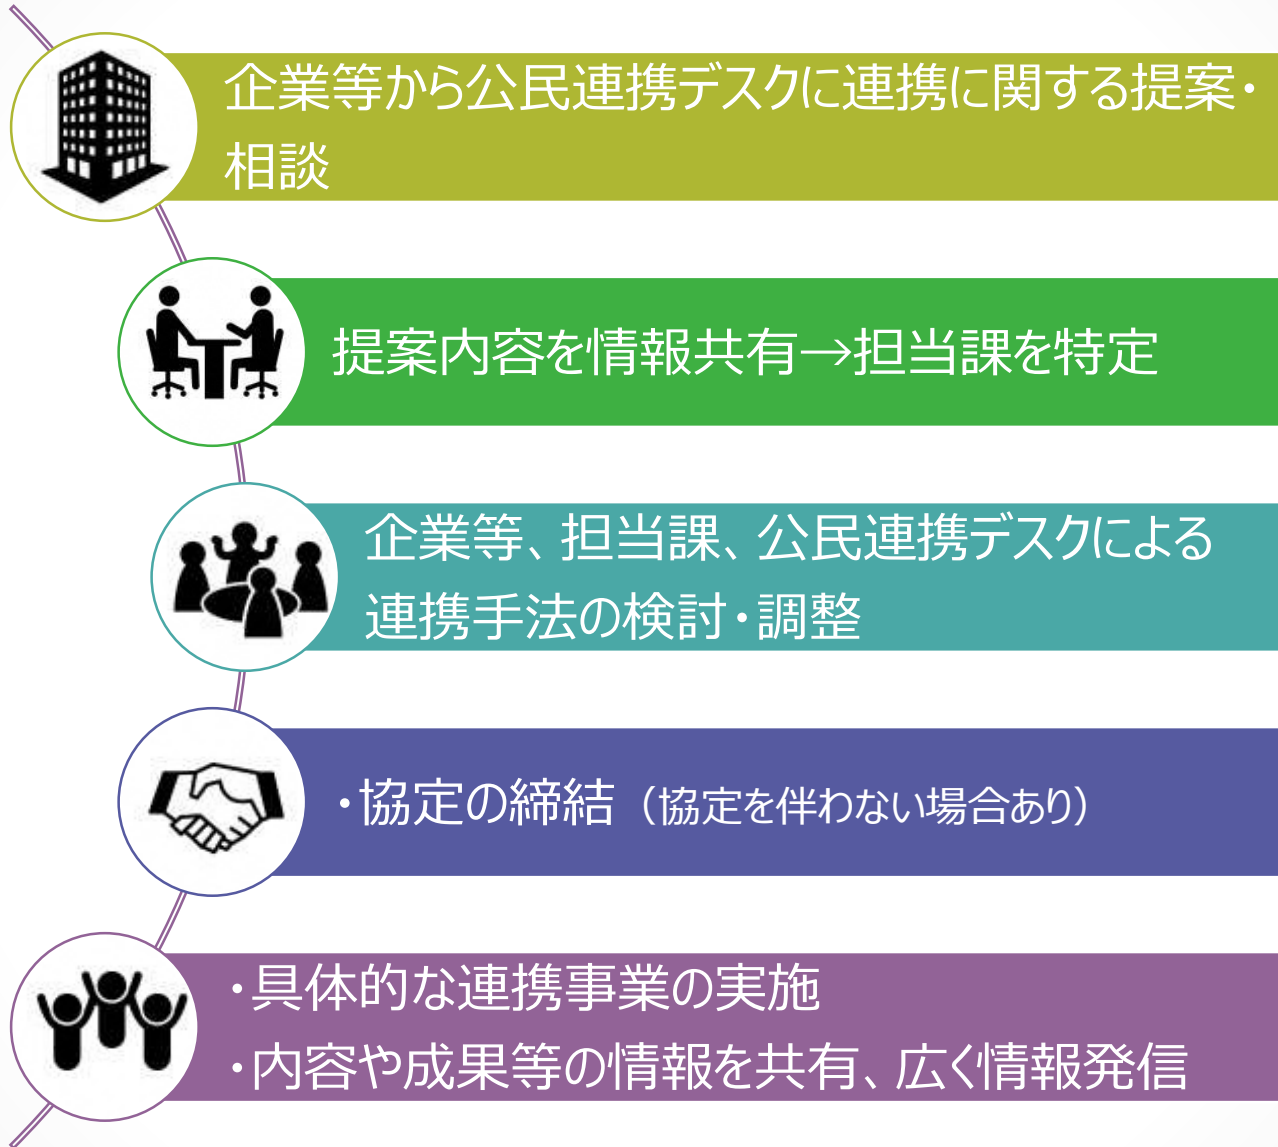 企業等から公民連携デスクに連携に関する提案・
相談
提案内容を情報共有→担当課を特定
企業等、担当課、公民連携デスクによる
連携手法の検討・調整
・協定の締結（協定を伴わない場合あり）
・具体的な連携事業の実施
・内容や成果等の情報を共有、広く情報発信